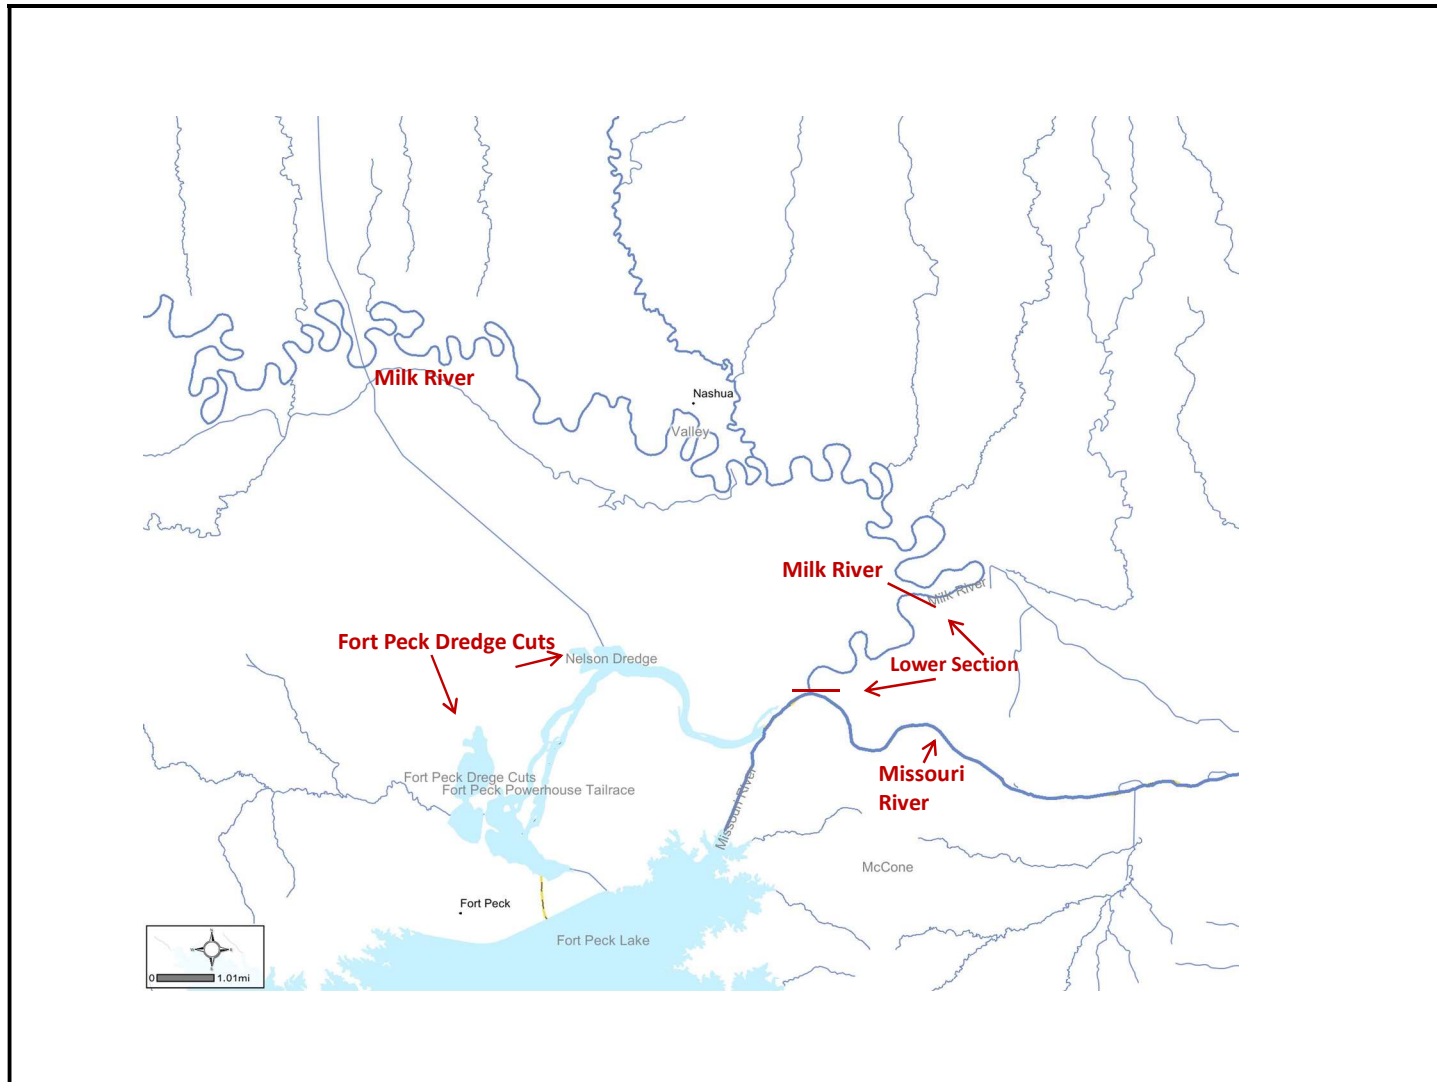 Milk River
Nashua
Valley
Milk River
Milk River
Fort Peck Dredge Cuts
Nelson Dredge
Lower Section
Missouri
River
Fort Peck Drege Cuts
Fort Peck Powerhouse Tailrace
Missouri River
McCone
Fort Peck
Fort Peck Lake
N
W
E
S
0
1.01mi